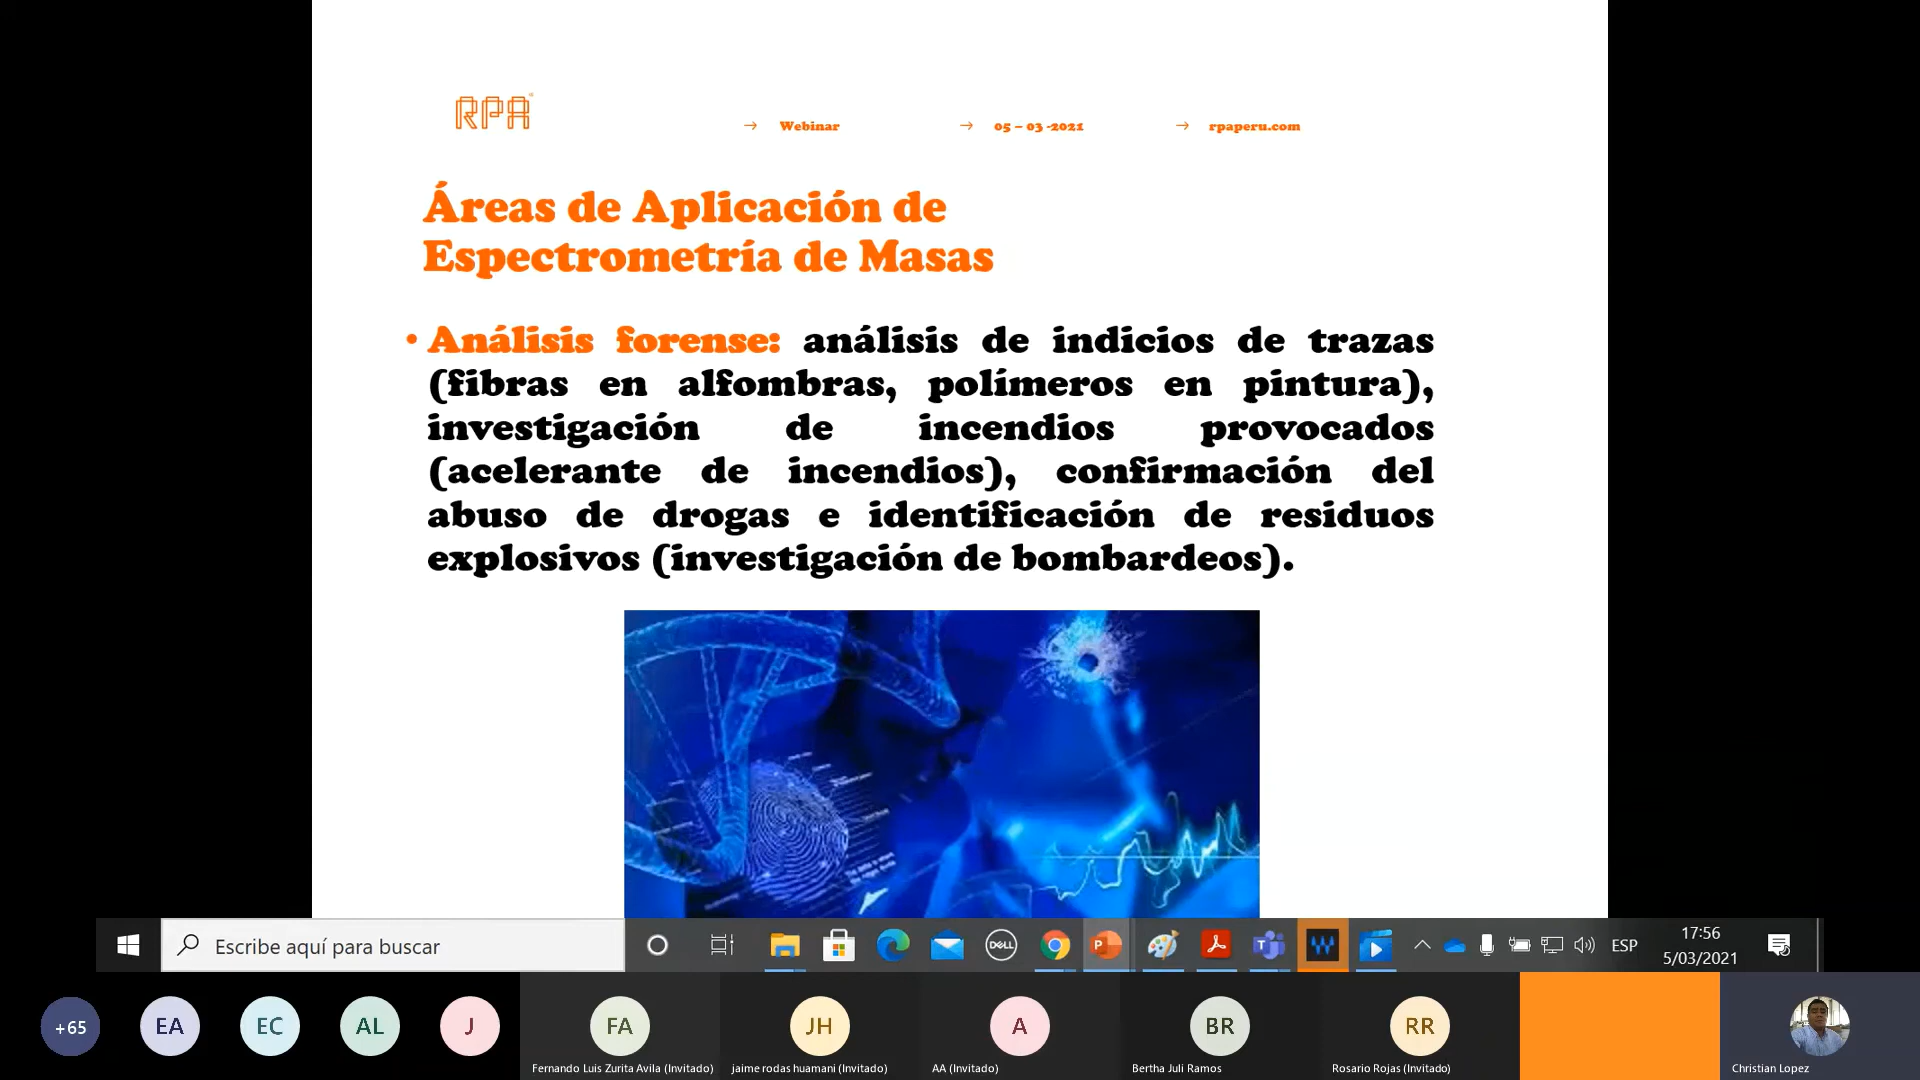 RPA
→ Webinar → 05 – 03 -2021 → rpaperu.com
Áreas de Aplicación de
Espectrometría de Masas
• Análisis forense: análisis de indicios de trazas
(fibras en alfombras, polímeros en pintura),
investigación de incendios provocados
(acelerante de incendios), confirmación del
abuso de drogas e identificación de residuos
explosivos (investigación de bombardeos).
Escribe aquí para buscar
DELL
ESP
17:56
5/03/2021
+65
EA
EC
AL
J
FA
JH
A
BR
RR
Fernando Luis Zurita Avila (Invitado)
jaime rodas huamani (Invitado)
AA (Invitado)
Bertha Juli Ramos
Rosario Rojas (Invitado)
Christian Lopez